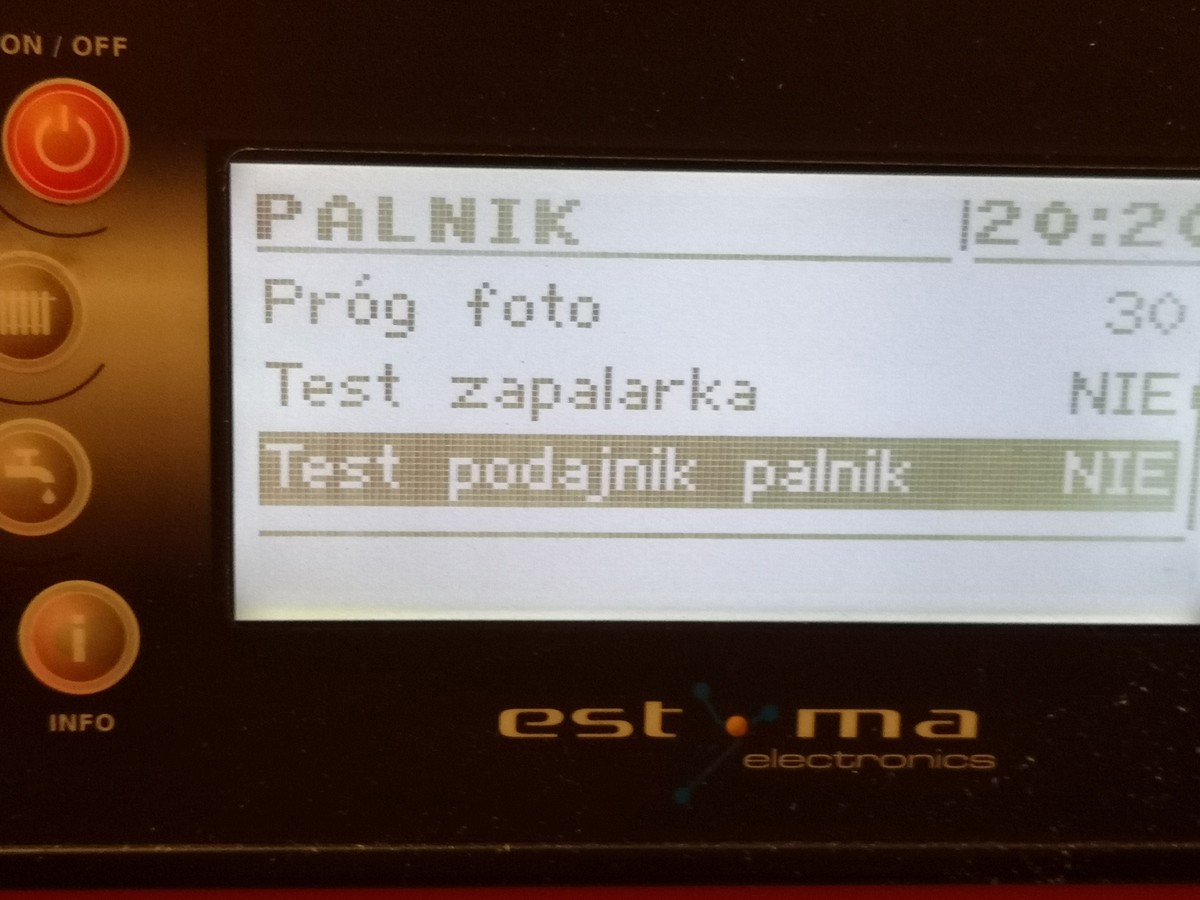 ON / OFF
PALNIK
Próg foto 30
Test zapalarka NIE
Test podajnik palnik NIE
INFO
estyma
electronics